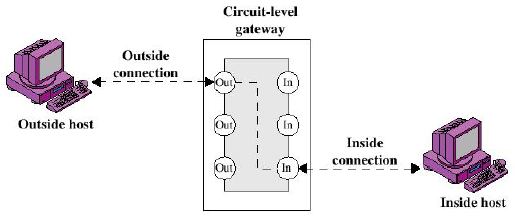 Circuit-level
gateway
Outside
connection
Outside host
Out
In
Out
In
Out
In
Inside
connection
Inside host